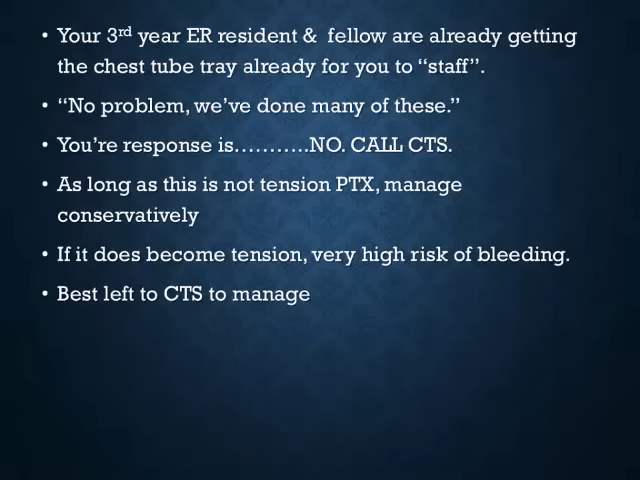 • Your 3rd year ER resident & fellow are already getting
the chest tube tray already for you to “staff”.
• “No problem, we’ve done many of these.”
• You’re response is………..NO. CALL CTS.
• As long as this is not tension PTX, manage
conservatively
• If it does become tension, very high risk of bleeding.
• Best left to CTS to manage